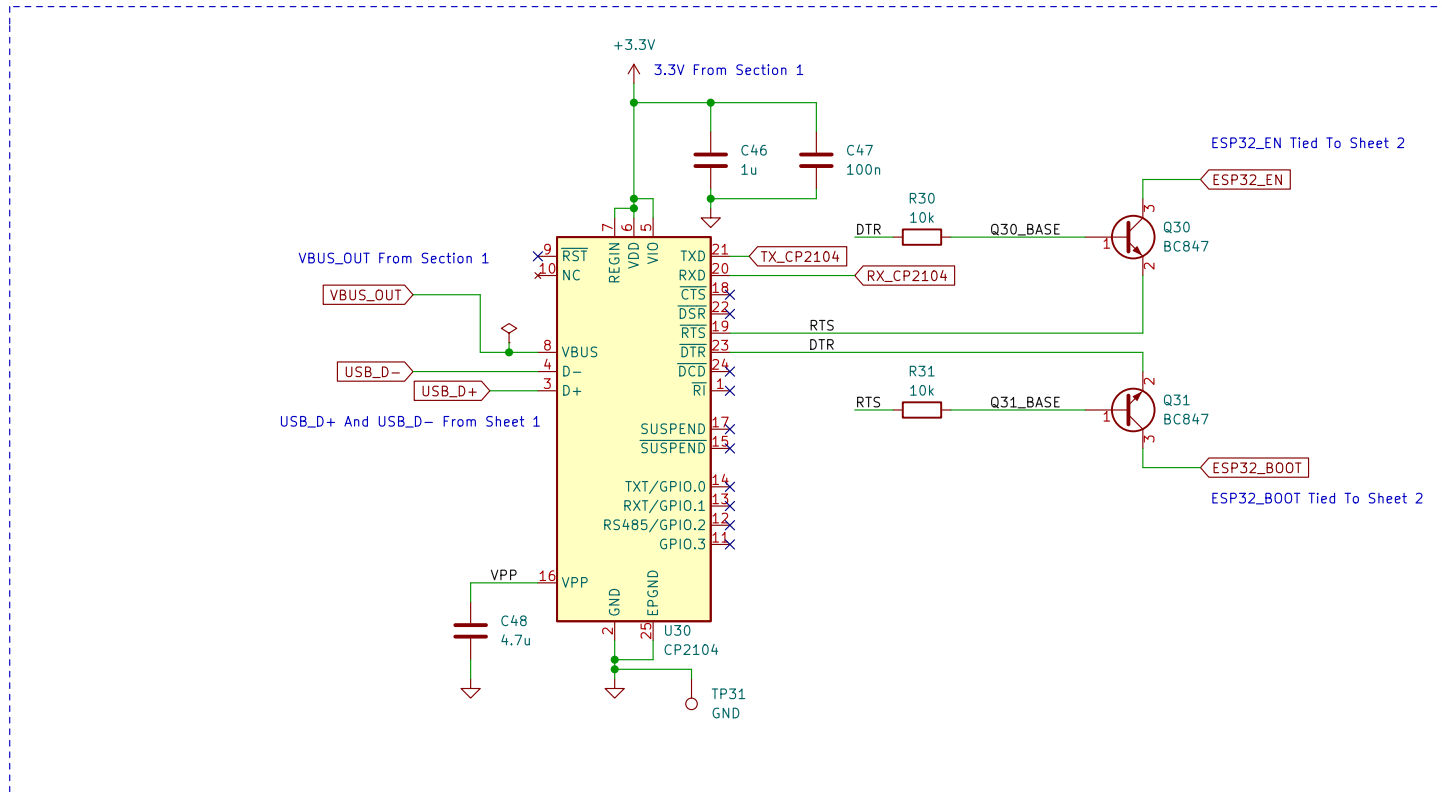 +3.3V
3.3V From Section 1
C46
1u
C47
100n
ESP32_EN Tied To Sheet 2
ESP32_EN
R30
10k
DTR
Q30_BASE
1
3
2
Q30
BC847
7
6
5
REGIN
VDD
VIO
9
RST
10
NC
VBUS_OUT From Section 1
VBUS_OUT
8
VBUS
USB_D-
4
D-
USB_D+
3
D+
USB_D+ And USB_D- From Sheet 1
TXD
21
TX_CP2104
RXD
20
RX_CP2104
CTS
18
DSR
22
RTS
19
RTS
DTR
23
DTR
DCD
24
RI
1
SUSPEND
17
SUSPEND
15
TXT/GPIO.0
14
RXT/GPIO.1
13
RS485/GPIO.2
12
GPIO.3
11
R31
10k
RTS
Q31_BASE
1
2
3
Q31
BC847
ESP32_BOOT
ESP32_BOOT Tied To Sheet 2
VPP
16
VPP
C48
4.7u
GND
EPGND
2
25
U30
CP2104
TP31
GND